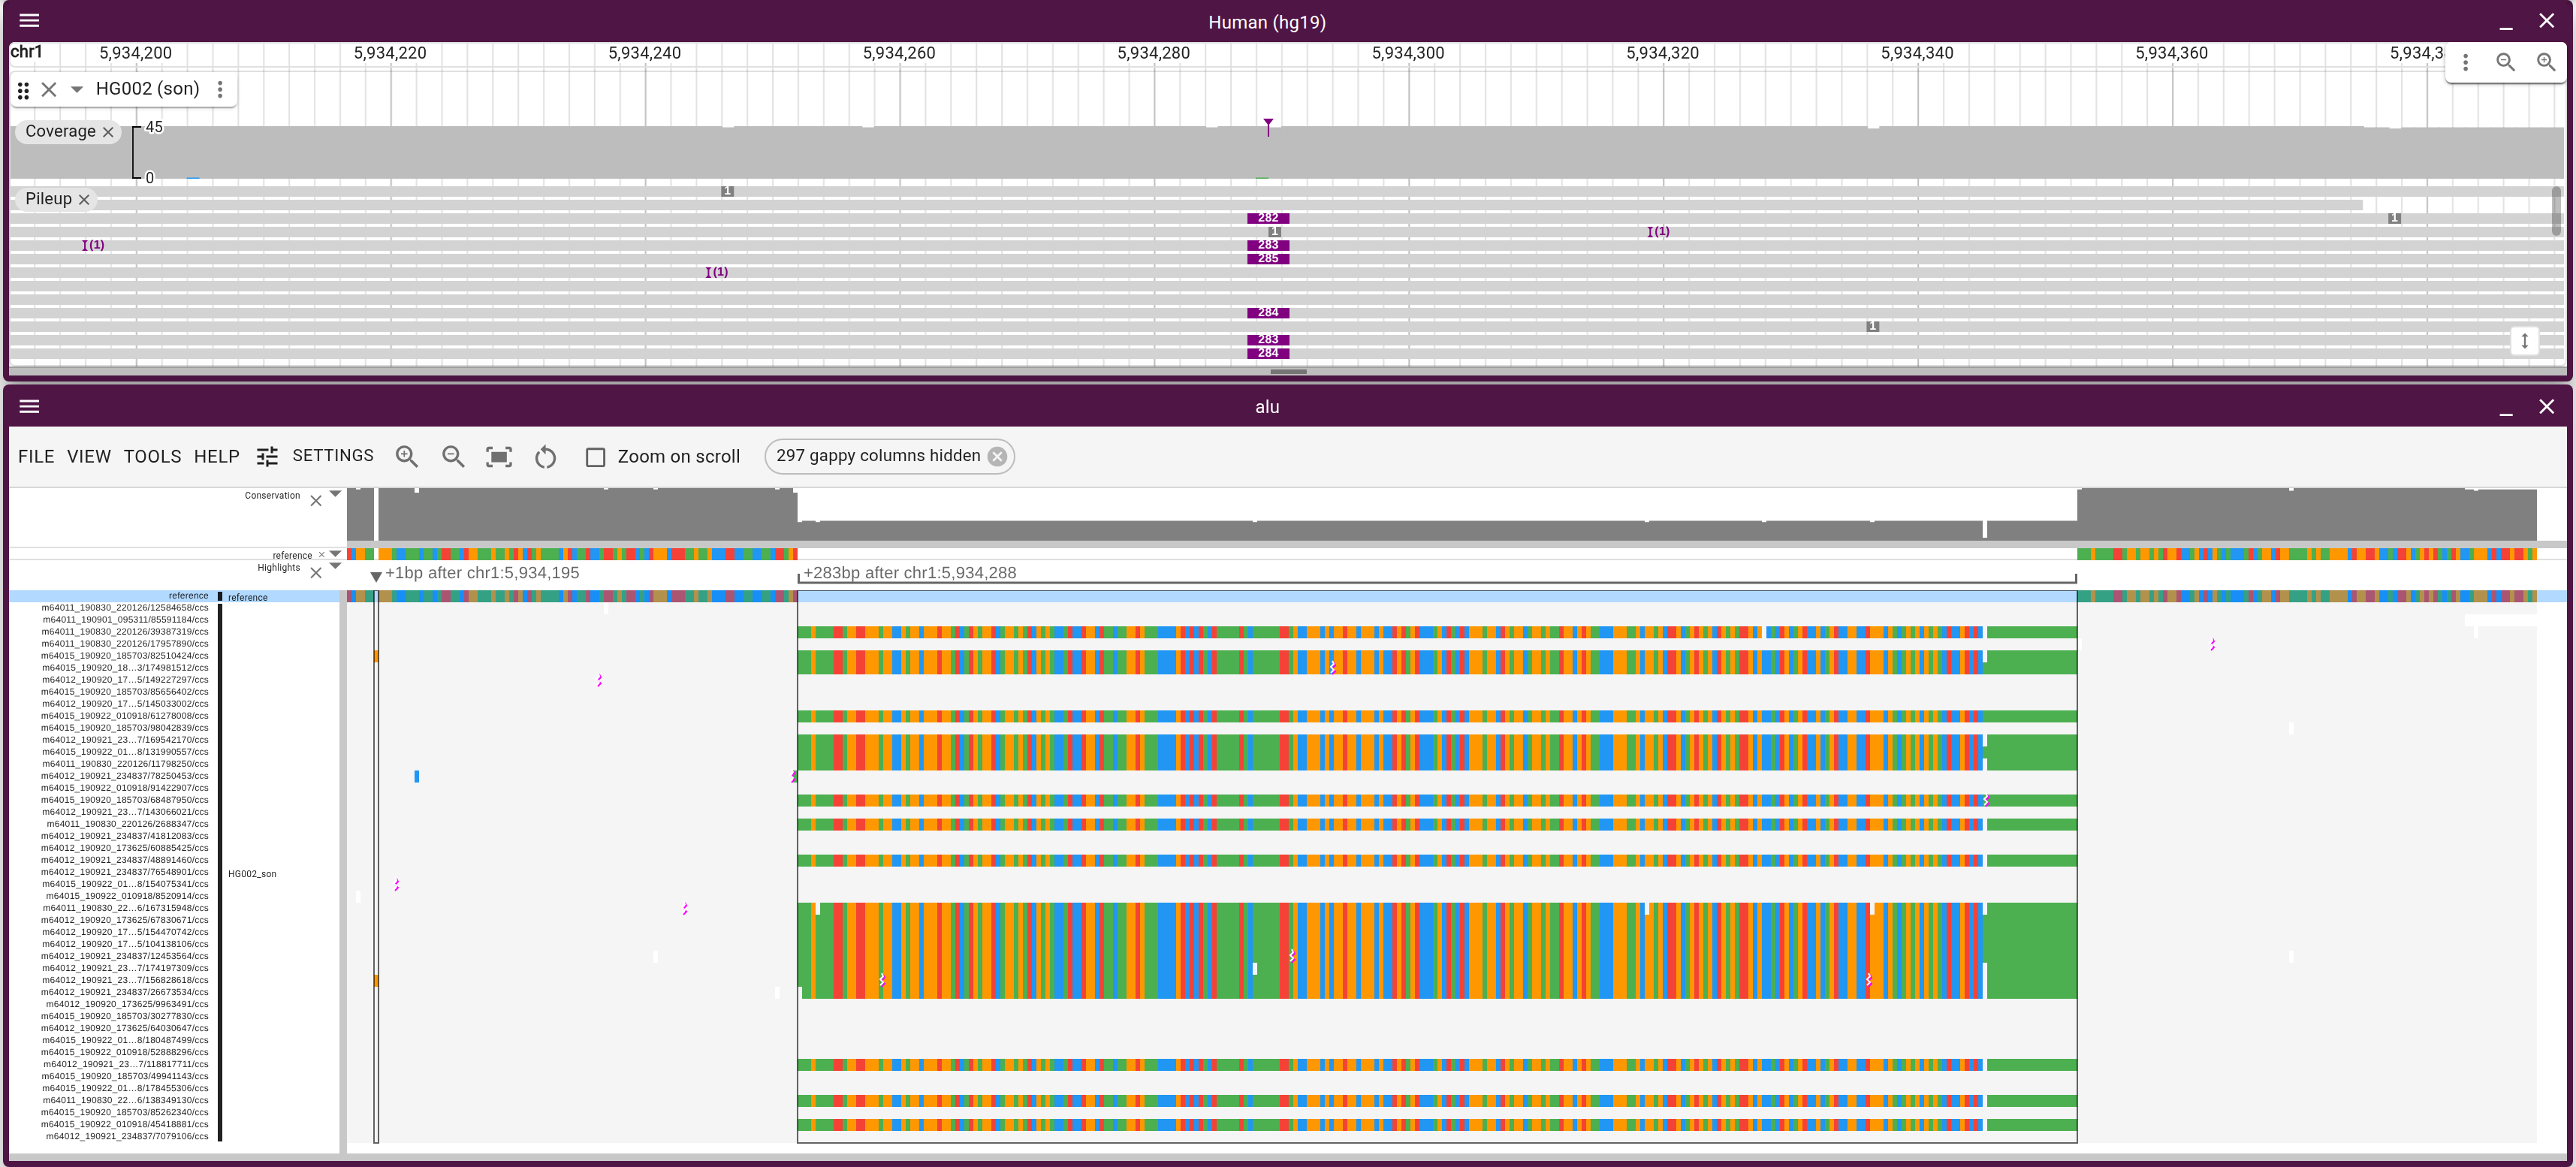 Human (hg19)
chr1
5,934,200 5,934,220 5,934,240 5,934,260 5,934,280 5,934,300 5,934,320 5,934,340 5,934,360 5,934,3
HG002 (son)
Coverage
45
0
Pileup
1
282
1
1
(1)
(1)
283
285
(1)
284
1
283
284
alu
FILE VIEW TOOLS HELP SETTINGS Zoom on scroll 297 gappy columns hidden
Conservation
reference
Highlights
+1bp after chr1:5,934,195
+283bp after chr1:5,934,288
reference
reference
m64011_190830_220126/12584658/ccs
m64011_190901_095311/85591184/ccs
m64011_190830_220126/39387319/ccs
m64011_190830_220126/17957890/ccs
m64015_190920_185703/82510424/ccs
m64015_190920_18...3/174981512/ccs
m64012_190920_17...5/149227297/ccs
m64015_190920_185703/85656402/ccs
m64012_190920_17...5/145033002/ccs
m64015_190922_010918/61278008/ccs
m64015_190920_185703/98042839/ccs
m64012_190921_23...7/169542170/ccs
m64015_190922_01...8/131990557/ccs
m64011_190830_220126/11798250/ccs
m64012_190921_234837/78250453/ccs
m64015_190922_010918/91422907/ccs
m64015_190920_185703/68487950/ccs
m64012_190921_23...7/143066021/ccs
m64011_190830_220126/2688347/ccs
m64012_190921_234837/41812083/ccs
m64012_190920_173625/60885425/ccs
m64012_190921_234837/48891460/ccs
m64012_190921_234837/76548901/ccs
HG002_son
m64015_190922_01...8/154075341/ccs
m64015_190922_010918/8520914/ccs
m64011_190830_22...6/167315948/ccs
m64012_190920_173625/67830671/ccs
m64012_190920_17...5/154470742/ccs
m64012_190920_17...5/104138106/ccs
m64012_190921_234837/12453564/ccs
m64012_190921_23...7/174197309/ccs
m64012_190921_23...7/156828618/ccs
m64012_190921_234837/26673534/ccs
m64012_190920_173625/9963491/ccs
m64015_190920_185703/30277830/ccs
m64012_190920_173625/64030647/ccs
m64015_190922_01...8/180487499/ccs
m64015_190922_010918/52888296/ccs
m64012_190921_23...7/118817711/ccs
m64015_190920_185703/49941143/ccs
m64015_190922_01...8/178455306/ccs
m64011_190830_22...6/138349130/ccs
m64015_190920_185703/85262340/ccs
m64015_190922_010918/45418881/ccs
m64012_190921_234837/7079106/ccs